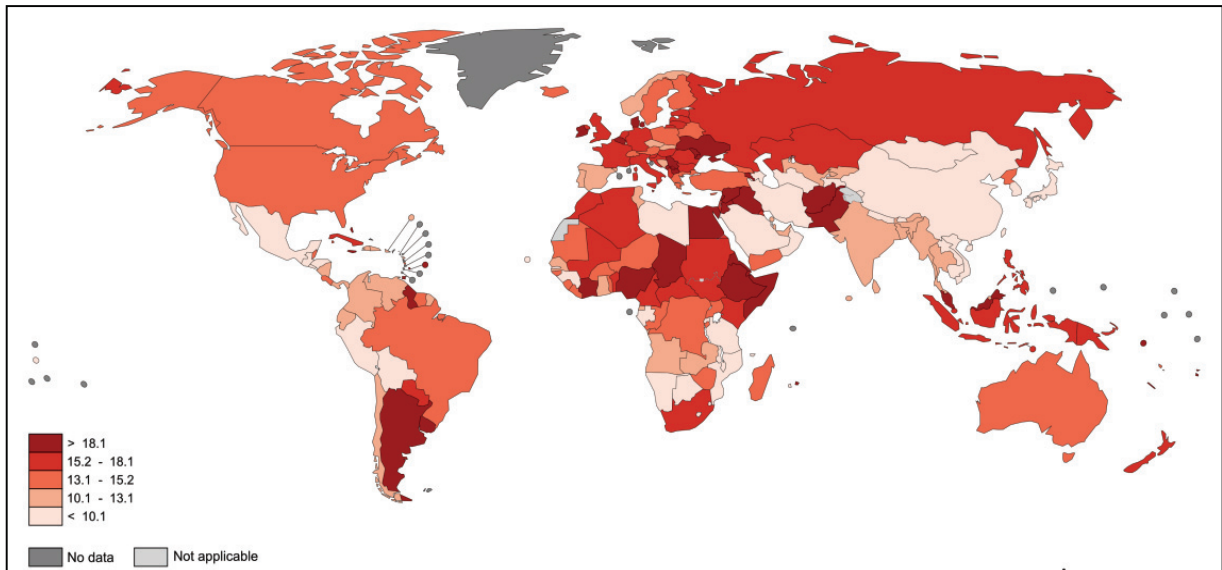 > 18.1
15.2 - 18.1
13.1 - 15.2
10.1 - 13.1
< 10.1
No data
Not applicable